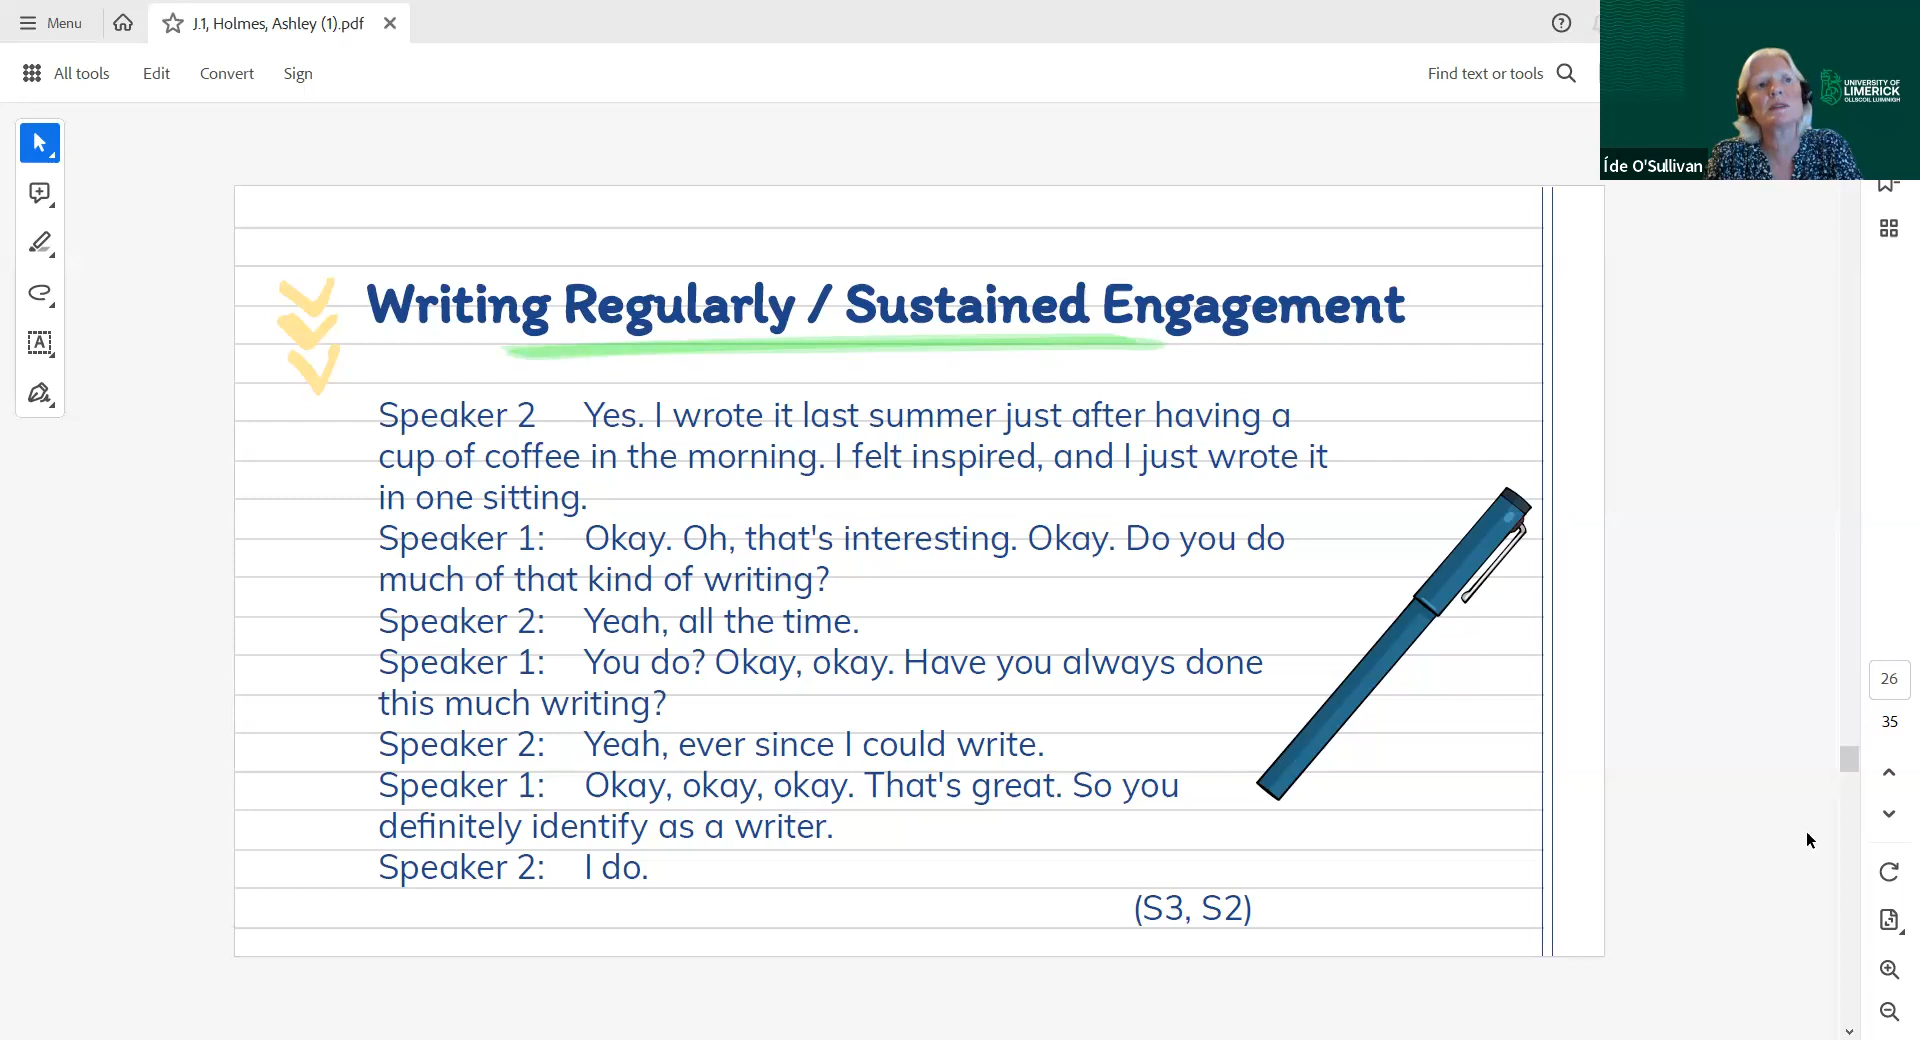 Menu
J.1, Holmes, Ashley (1).pdf
All tools
Edit
Convert
Sign
Find text or tools
UNIVERSITY OF
LIMERICK
OLLSCOIL LUIMNIGH
Íde O'Sullivan
Writing Regularly / Sustained Engagement
Speaker 2 Yes. I wrote it last summer just after having a
cup of coffee in the morning. I felt inspired, and I just wrote it
in one sitting.
Speaker 1: Okay. Oh, that's interesting. Okay. Do you do
much of that kind of writing?
Speaker 2: Yeah, all the time.
Speaker 1: You do? Okay, okay. Have you always done
this much writing?
Speaker 2: Yeah, ever since I could write.
Speaker 1: Okay, okay, okay. That's great. So you
definitely identify as a writer.
Speaker 2: I do.
(S3, S2)
26
35